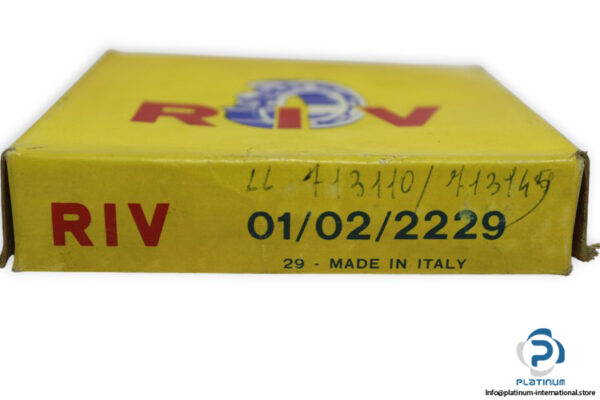 RIV
LL 713110/713149
RIV 01/02/2229
29 - MADE IN ITALY
PLATINUM
Info@platinum-international.store